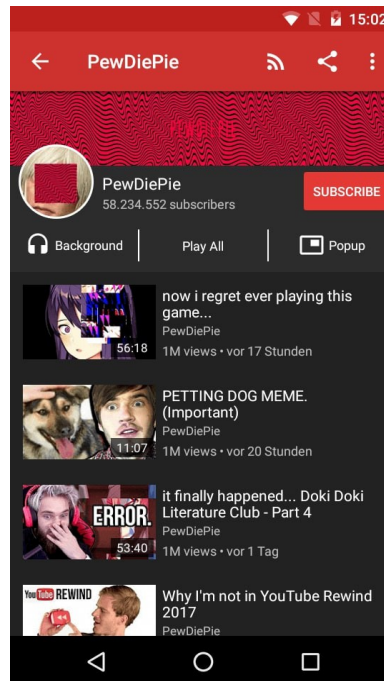 15:02
PewDiePie
PEWDIEPIE
PewDiePie
58.234.552 subscribers
SUBSCRIBE
Background
Play All
Popup
now i regret ever playing this
game...
PewDiePie
1M views • vor 17 Stunden
56:18
PETTING DOG MEME.
(Important)
PewDiePie
1M views • vor 20 Stunden
11:07
it finally happened... Doki Doki
Literature Club - Part 4
PewDiePie
1M views • vor 1 Tag
ERROR.
53:40
Why I'm not in YouTube Rewind
2017
PewDiePie
YouTube REWIND